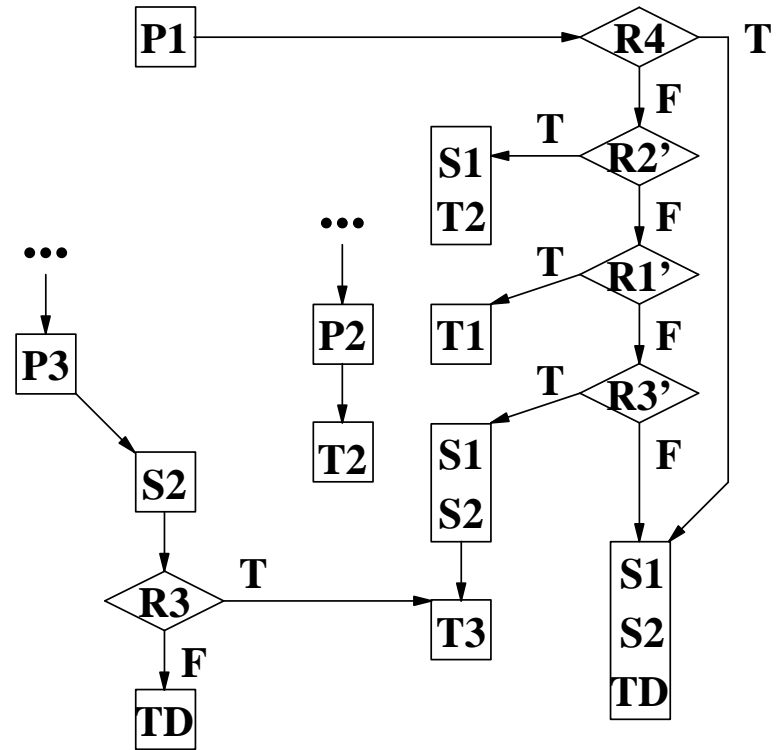 P1
R4
T
F
T
S1
T2
R2’
F
•••
T
R1’
•••
P2
T1
F
P3
T
R3’
S1
S2
F
T2
S2
S1
S2
TD
T
R3
T3
F
TD